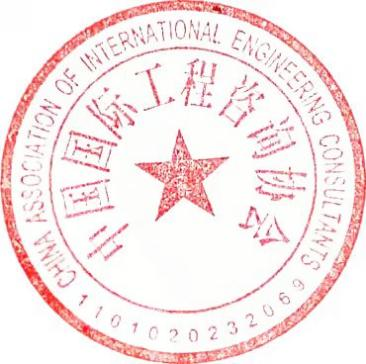 CHINA ASSOCIATION OF INTERNATIONAL ENGINEERING CONSULTANTS
中国国际工程咨询协会
1101020232069